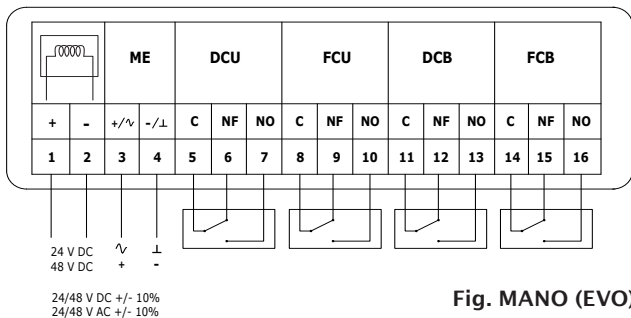 ME DCU FCU DCB FCB
+ - +/∿ -/⊥ C NF NO C NF NO C NF NO C NF NO
1 2 3 4 5 6 7 8 9 10 11 12 13 14 15 16
24 V DC ∿ ⊥
48 V DC + -
24/48 V DC +/- 10%
24/48 V AC +/- 10%
Fig. MANO (EVO)